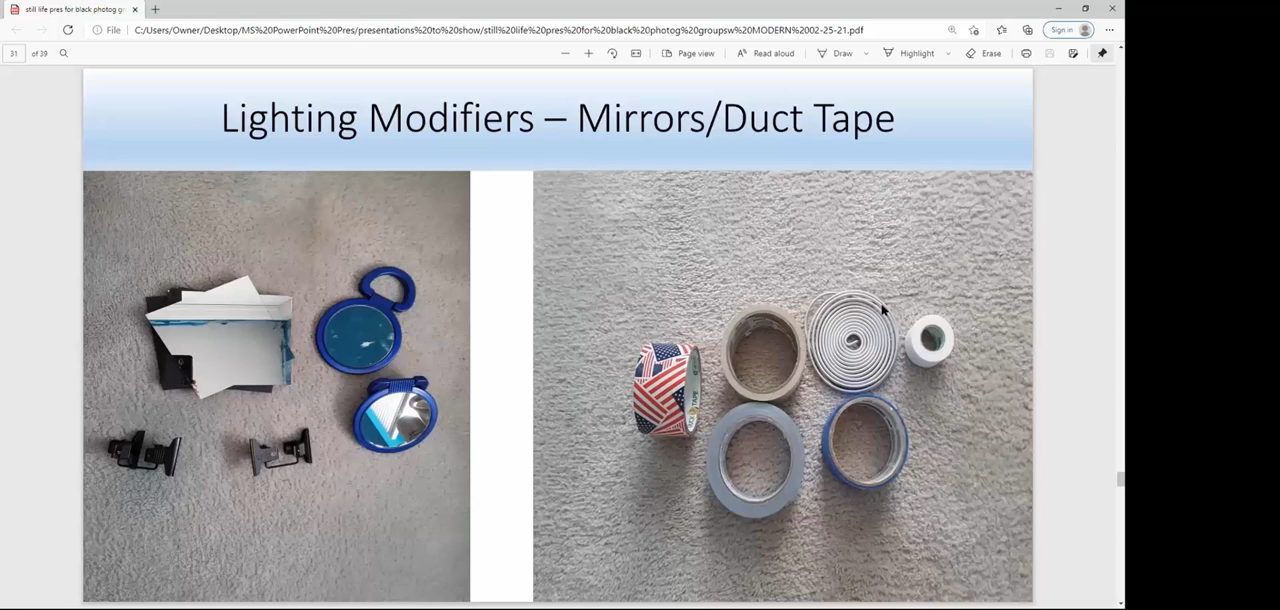 still life pres for black photog gr
File
C:/Users/Owner/Desktop/MS%20PowerPoint%20Pres/presentations%20to%20show/still%20life%20pres%20for%20black%20photog%20groupsw%20MODERN%2002-25-21.pdf
Sign in
31 of 39
Page view
Read aloud
Draw
Highlight
Erase
Lighting Modifiers – Mirrors/Duct Tape
TAPE